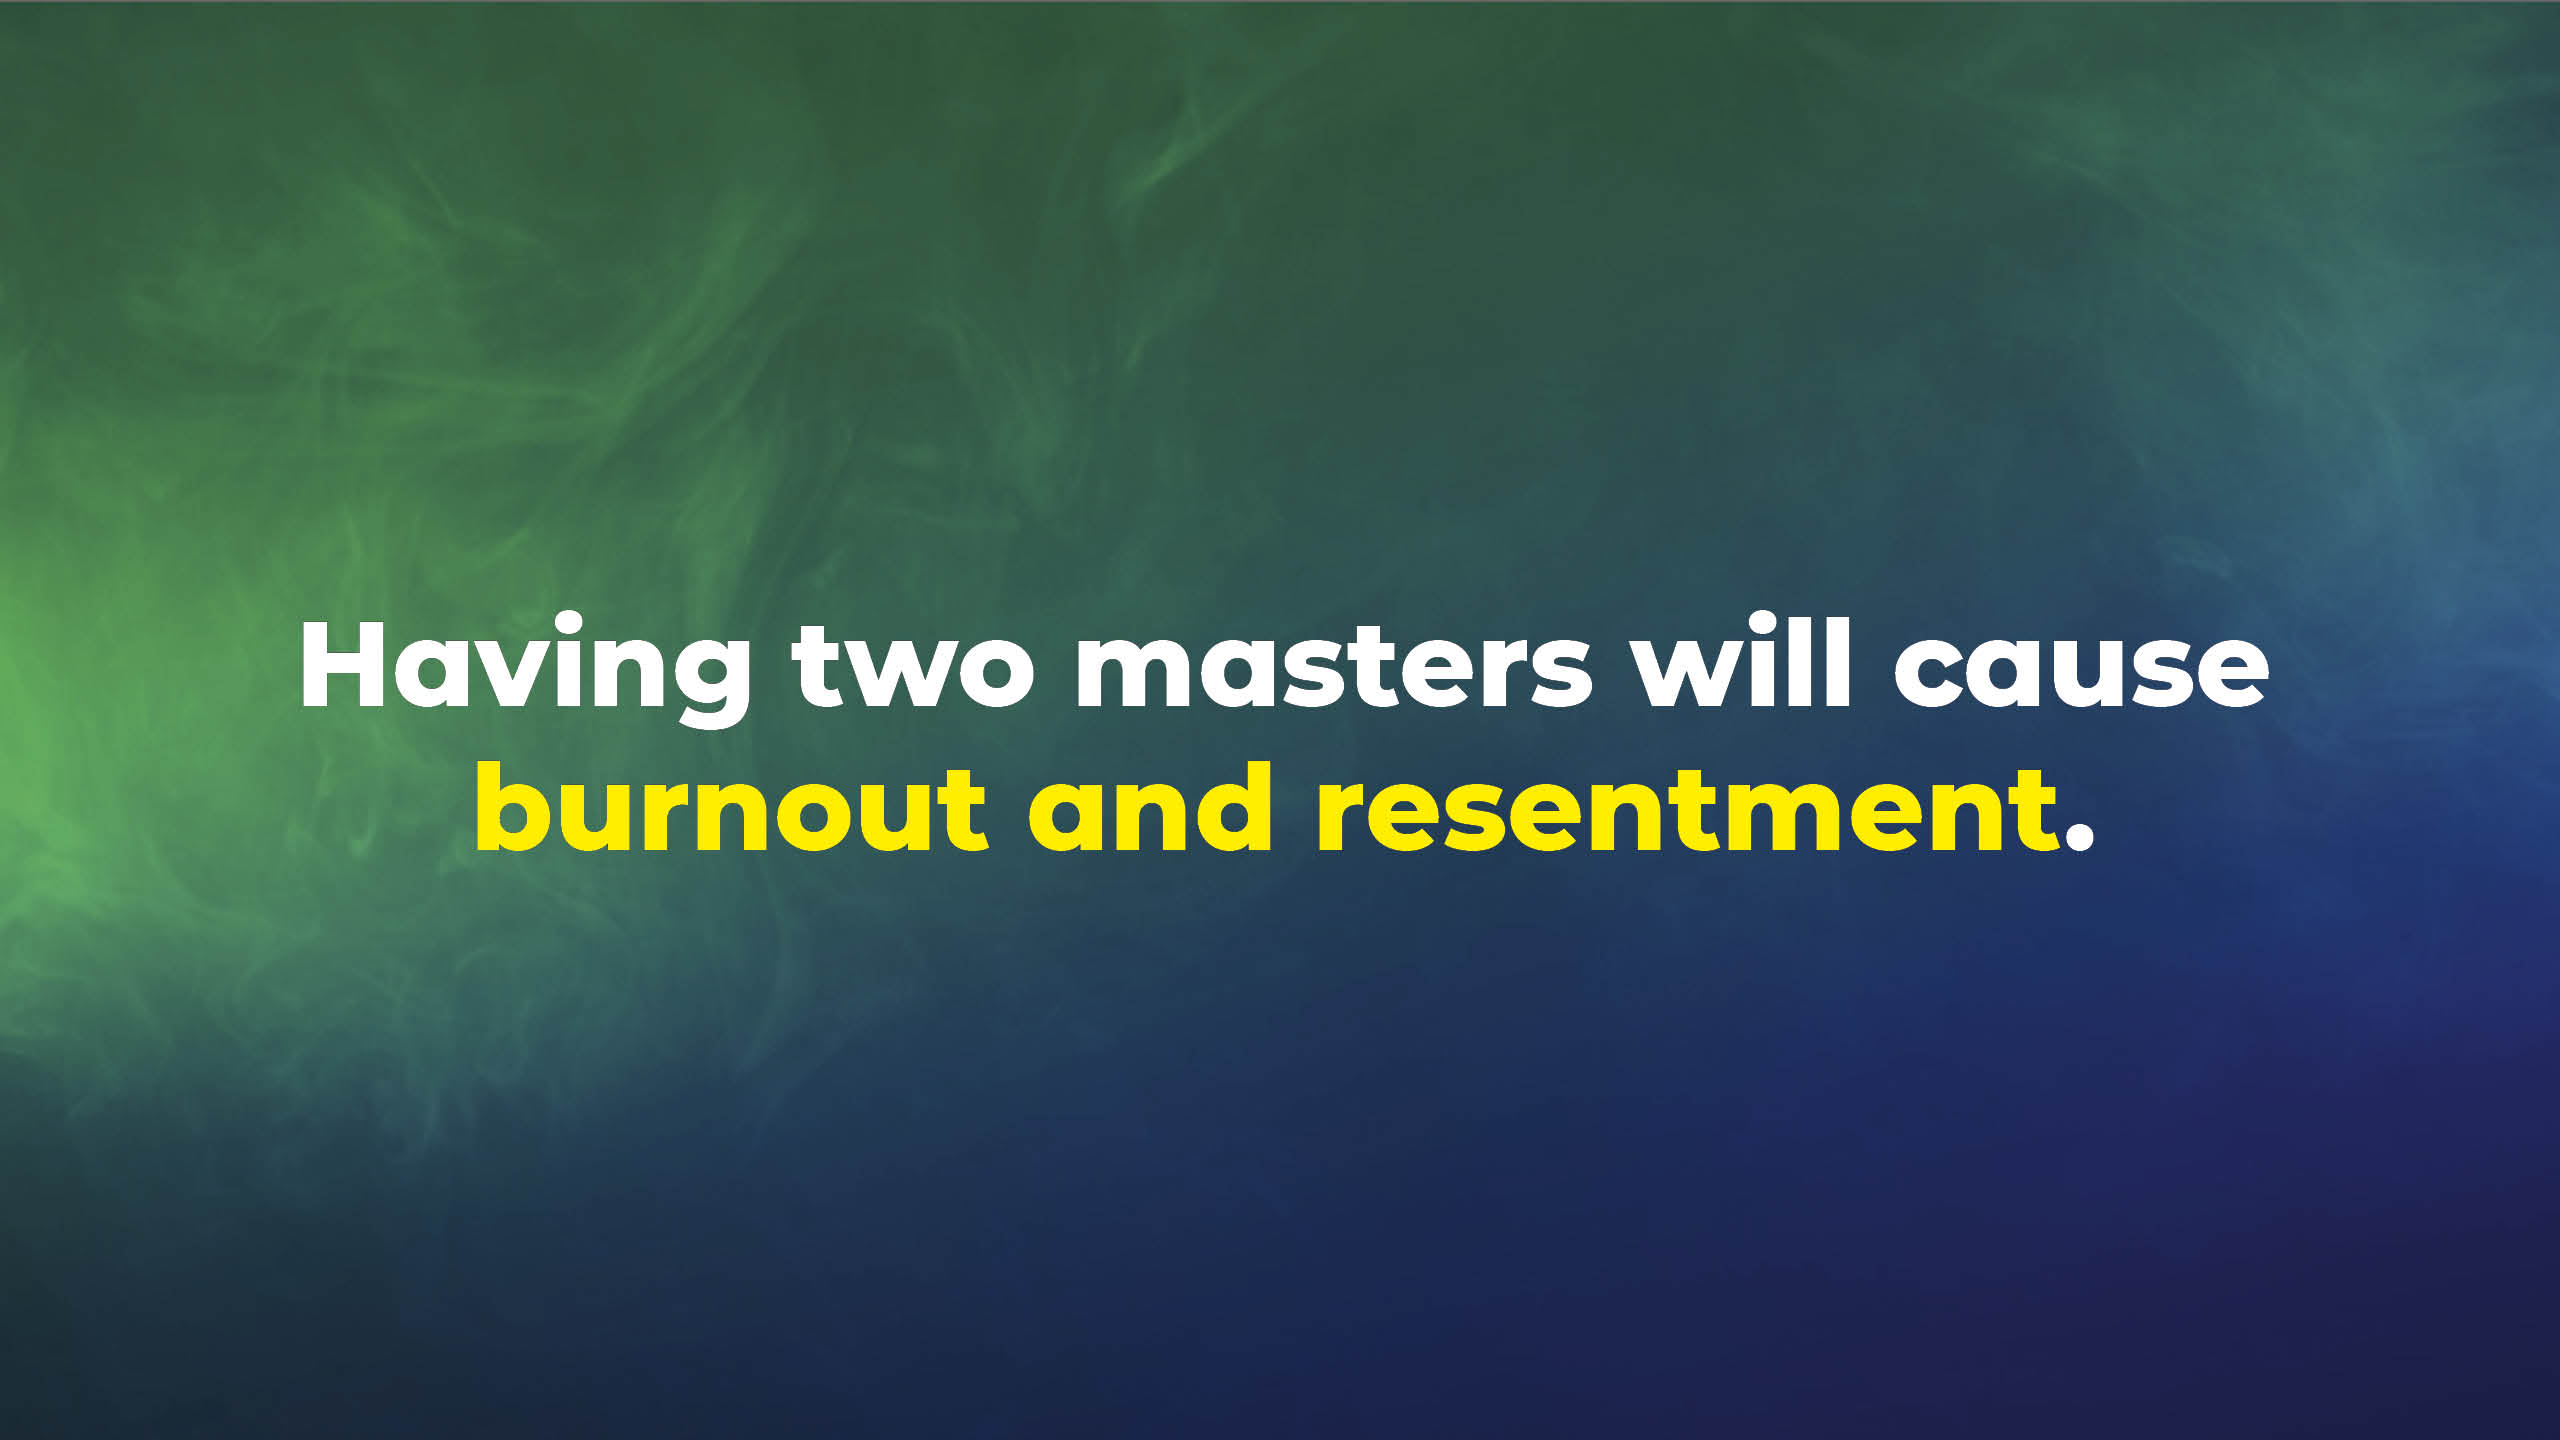 Having two masters will cause
burnout and resentment.